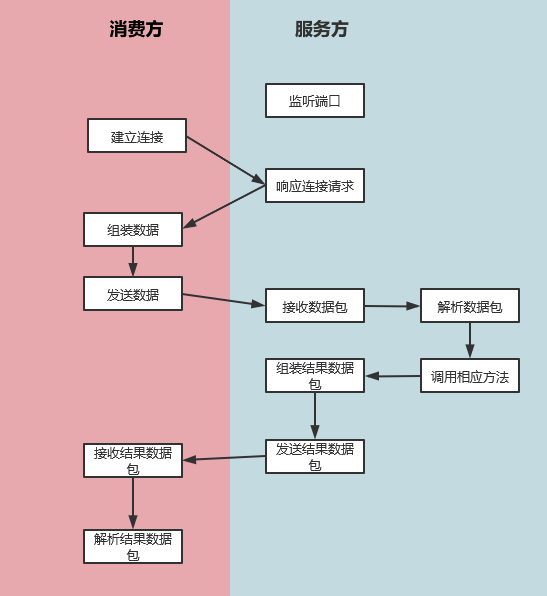 消费方
服务方
监听端口
建立连接
响应连接请求
组装数据
发送数据
接收数据包
解析数据包
组装结果数据
包
调用相应方法
发送结果数据
包
接收结果数据
包
解析结果数据
包